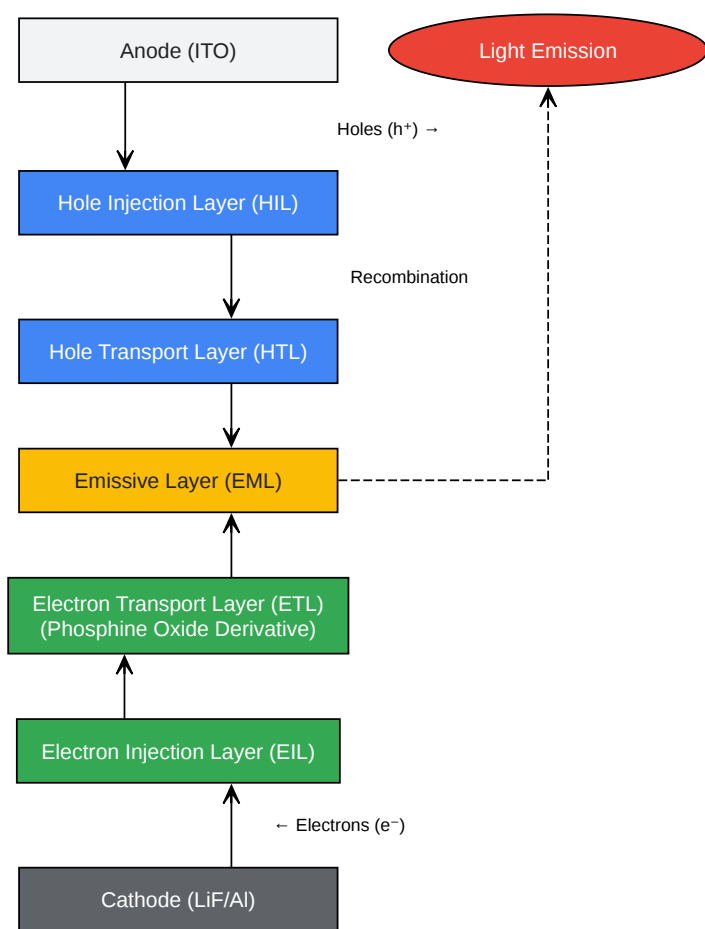 Anode (ITO)
Light Emission
Holes (h⁺) →
Hole Injection Layer (HIL)
Recombination
Hole Transport Layer (HTL)
Emissive Layer (EML)
Electron Transport Layer (ETL)
(Phosphine Oxide Derivative)
Electron Injection Layer (EIL)
← Electrons (e⁻)
Cathode (LiF/Al)